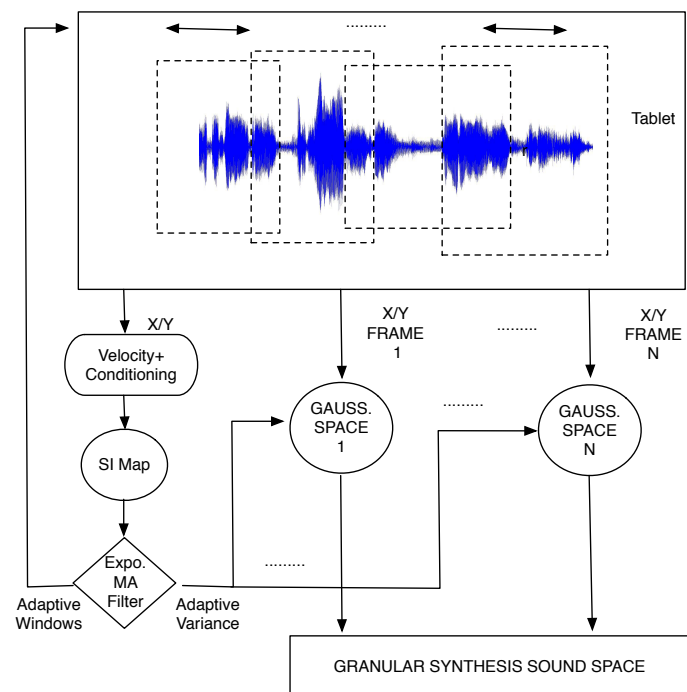 Tablet
X/Y
Velocity+
Conditioning
X/Y
FRAME
1
X/Y
FRAME
N
GAUSS.
SPACE
1
GAUSS.
SPACE
N
SI Map
Expo.
MA
Filter
Adaptive
Windows
Adaptive
Variance
GRANULAR SYNTHESIS SOUND SPACE